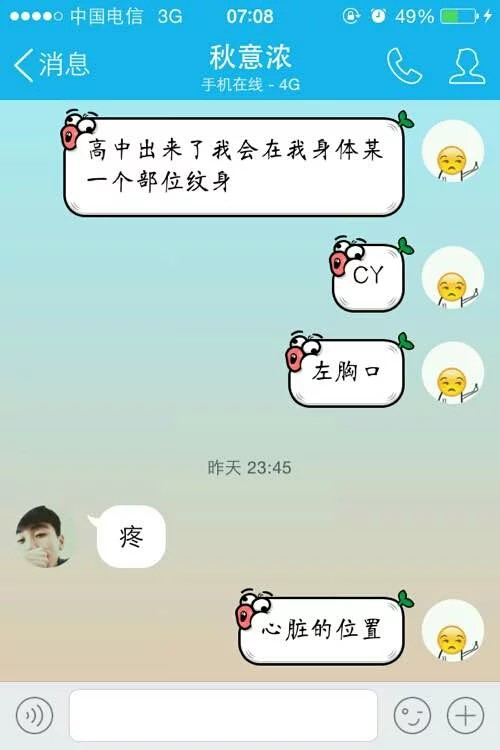 中国电信 3G 07:08 49%
消息 秋意浓
手机在线 - 4G
高中出来了我会在我身体某
一个部位纹身
CY
左胸口
昨天 23:45
疼
心脏的位置